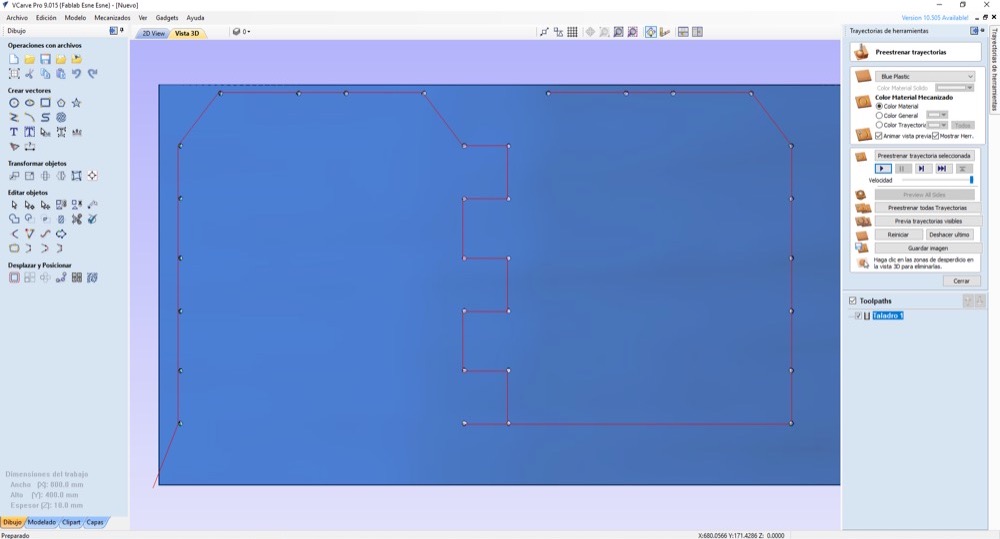 VCarve Pro 9.015 (Fablab Esne Esne) - [Nuevo]
Archivo Edición Modelo Mecanizados Ver Gadgets Ayuda
Version 10.505 Available!
Dibujo
2D View Vista 3D
0
Trayectorias de herramientas
Trayectorias de herramientas
Operaciones con archivos
Crear vectores
Transformar objetos
Editar objetos
Desplazar y Posicionar
Dimensiones del trabajo
Ancho [X]: 800.0 mm
Alto [Y]: 400.0 mm
Espesor [Z]: 18.0 mm
Dibujo Modelado Clipart Capas
Preestrenar trayectorias
Blue Plastic
Color Material Solido
Color Material Mecanizado
Color Material
Color General
Color Trayectoria
Todas
Animar vista previa Mostrar Herr.
Preestrenar trayectoria seleccionada
Velocidad
Preview All Sides
Preestrenar todas Trayectorias
Previa trayectorias visibles
Reiniciar Deshacer ultimo
Guardar imagen
Haga clic en las zonas de desperdicio en
la vista 3D para eliminarlas.
Cerrar
Toolpaths
Taladro 1
Preparado
X:680.0566 Y:171.4286 Z: 0.0000